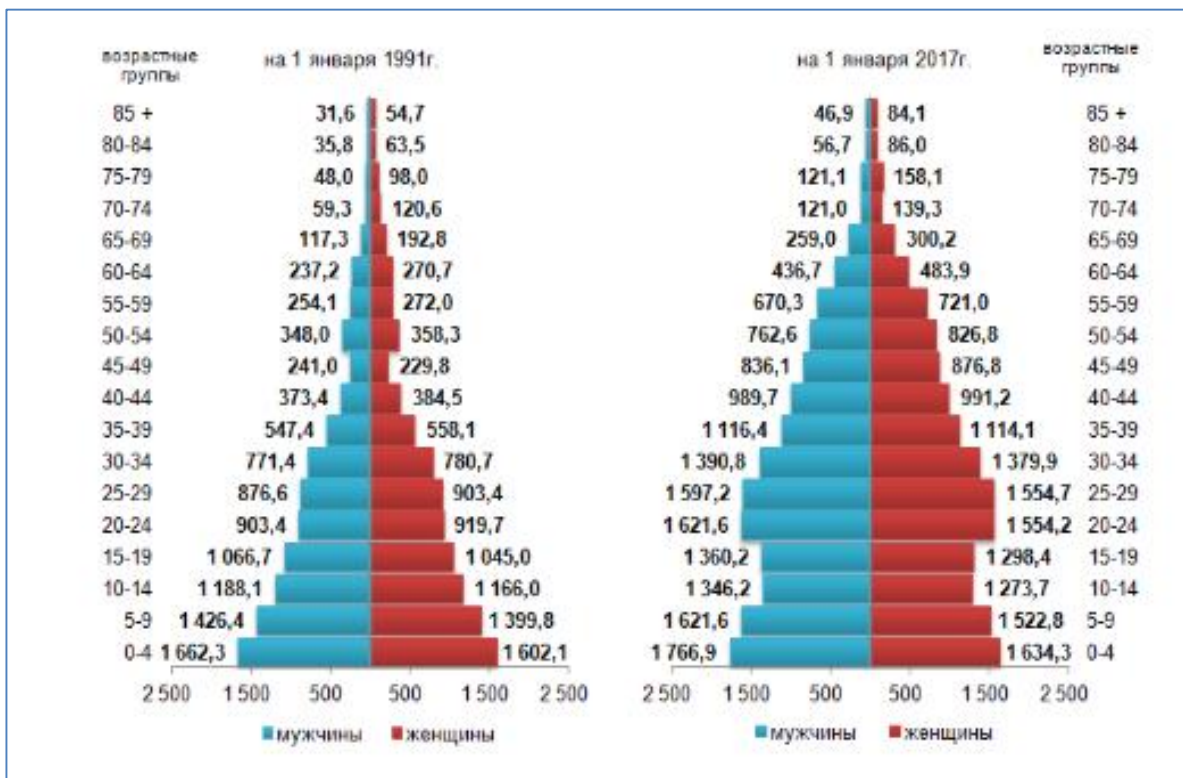 возрастные группы на 1 января 1991г. на 1 января 2017г. возрастные группы
85 + 31,6 54,7 46,9 84,1 85 +
80-84 35,8 63,5 56,7 86,0 80-84
75-79 48,0 98,0 121,1 158,1 75-79
70-74 59,3 120,6 121,0 139,3 70-74
65-69 117,3 192,8 259,0 300,2 65-69
60-64 237,2 270,7 436,7 483,9 60-64
55-59 254,1 272,0 670,3 721,0 55-59
50-54 348,0 358,3 762,6 826,8 50-54
45-49 241,0 229,8 836,1 876,8 45-49
40-44 373,4 384,5 989,7 991,2 40-44
35-39 547,4 558,1 1 116,4 1 114,1 35-39
30-34 771,4 780,7 1 390,8 1 379,9 30-34
25-29 876,6 903,4 1 597,2 1 554,7 25-29
20-24 903,4 919,7 1 621,6 1 554,2 20-24
15-19 1 066,7 1 045,0 1 360,2 1 298,4 15-19
10-14 1 188,1 1 166,0 1 346,2 1 273,7 10-14
5-9 1 426,4 1 399,8 1 621,6 1 522,8 5-9
0-4 1 662,3 1 602,1 1 766,9 1 634,3 0-4
2 500 1 500 500 500 1 500 2 500 2 500 1 500 500 500 1 500 2 500
мужчины женщины мужчины женщины